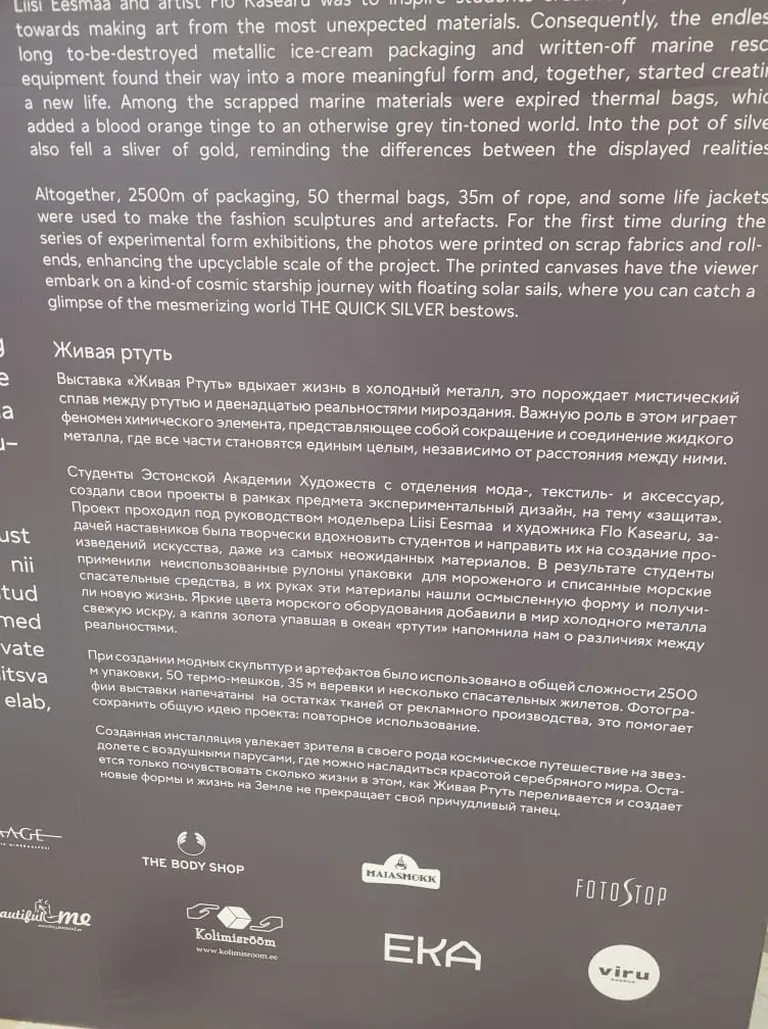 Liisi Eesmaa and artist Flo Kasearu was to inspire students
towards making art from the most unexpected materials. Consequently, the endles
long to-be-destroyed metallic ice-cream packaging and written-off marine resc
equipment found their way into a more meaningful form and, together, started creatin
a new life. Among the scrapped marine materials were expired thermal bags, whic
added a blood orange tinge to an otherwise grey tin-toned world. Into the pot of silve
also fell a sliver of gold, reminding the differences between the displayed realities
Altogether, 2500m of packaging, 50 thermal bags, 35m of rope, and some life jackets
were used to make the fashion sculptures and artefacts. For the first time during the
series of experimental form exhibitions, the photos were printed on scrap fabrics and roll-
ends, enhancing the upcyclable scale of the project. The printed canvases have the viewer
embark on a kind-of cosmic starship journey with floating solar sails, where you can catch a
glimpse of the mesmerizing world THE QUICK SILVER bestows.
g
e
a
u–
ust
nii
tud
med
vate
itsva
elab,
Живая ртуть
Выставка «Живая Ртуть» вдыхает жизнь в холодный металл, это порождает мистический
сплав между ртутью и двенадцатью реальностями мироздания. Важную роль в этом играет
феномен химического элемента, представляющее собой сокращение и соединение жидкого
металла, где все части становятся единым целым, независимо от расстояния между ними.
Студенты Эстонской Академии Художеств с отделения мода-, текстиль- и аксессуар,
создали свои проекты в рамках предмета экспериментальный дизайн, на тему «защита».
Проект проходил под руководством модельера Liisi Eesmaa и художника Flo Kasearu, за-
дачей наставников была творчески вдохновить студентов и направить их на создание про-
изведений искусства, даже из самых неожиданных материалов. В результате студенты
применили неиспользованные рулоны упаковки для мороженого и списанные морские
спасательные средства, в их руках эти материалы нашли осмысленную форму и получи-
ли новую жизнь. Яркие цвета морского оборудования добавили в мир холодного металла
свежую искру, а капля золота упавшая в океан «ртути» напомнила нам о различиях между
реальностями.
При создании модных скульптур и артефактов было использовано в общей сложности 2500
м упаковки, 50 термо-мешков, 35 м веревки и несколько спасательных жилетов. Фотогра-
фии выставки напечатаны на остатках тканей от рекламного производства, это помогает
сохранить общую идею проекта: повторное использование.
Созданная инсталляция увлекает зрителя в своего рода космическое путешествие на звез-
долете с воздушными парусами, где можно насладиться красотой серебряного мира. Оста-
ется только почувствовать сколько жизни в этом, как Живая Ртуть переливается и создает
новые формы и жизнь на Земле не прекращает свой причудливый танец.
AGE
THE BODY SHOP
MAIASMOKK
FOTOSTOP
autiful me
Kolimisrõõm
www.kolimisroom.ee
EKA
viru